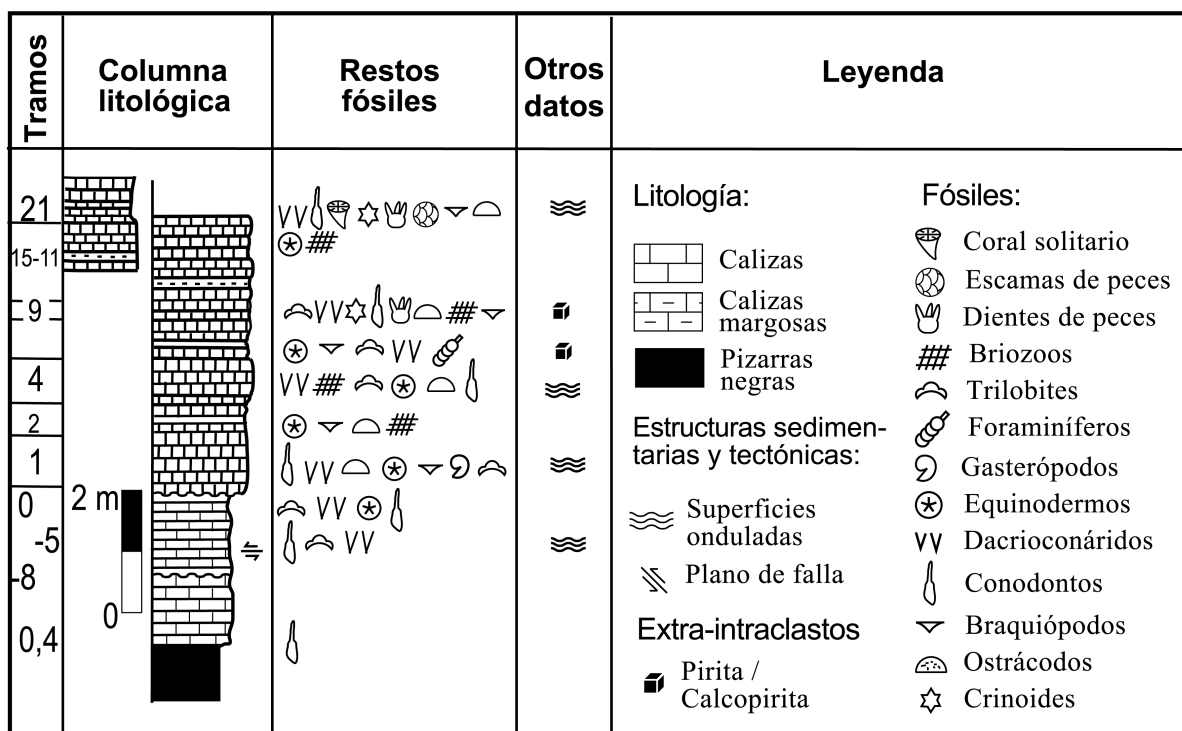 Tramos
Columna
litológica
Restos
fósiles
Otros
datos
Leyenda
21
15-11
9
4
2
1
0
-5
-8
0,4
2 m
0
Litología:
Calizas
Calizas
margosas
Pizarras
negras
Estructuras sedimen-
tarias y tectónicas:
Superficies
onduladas
Plano de falla
Extra-intraclastos
Pirita /
Calcopirita
Fósiles:
Coral solitario
Escamas de peces
Dientes de peces
Briozoos
Trilobites
Foraminíferos
Gasterópodos
Equinodermos
Dacrioconáridos
Conodontos
Braquiópodos
Ostrácodos
Crinoides